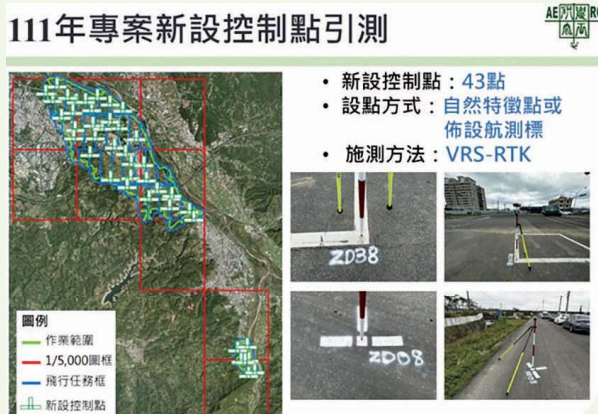 111年專案新設控制點引測
AE
• 新設控制點：43點
• 設點方式：自然特徵點或
佈設航測標
• 施測方法：VRS-RTK
ZD38
ZD08
圖例
作業範圍
1/5,000圖框
飛行任務框
新設控制點